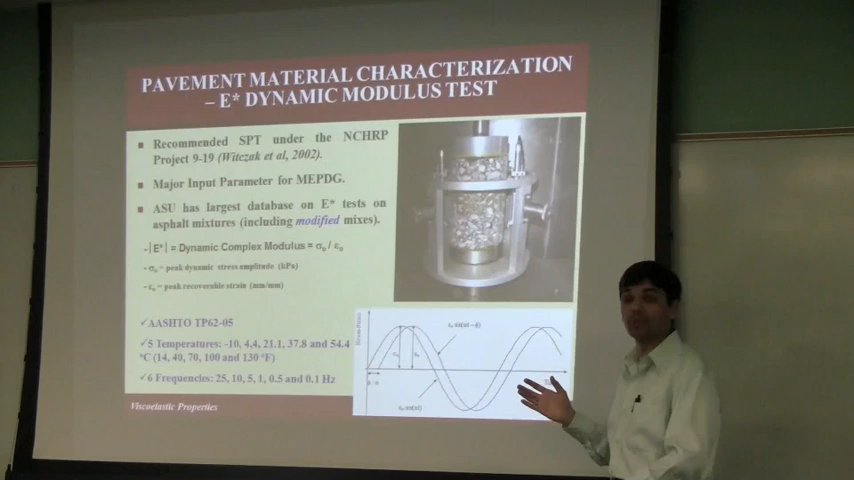 PAVEMENT MATERIAL CHARACTERIZATION
– E* DYNAMIC MODULUS TEST
Recommended SPT under the NCHRP
Project 9-19 (Witczak et al, 2002).
Major Input Parameter for MEPDG.
ASU has largest database on E* tests on
asphalt mixtures (including modified mixes).
-|E*| = Dynamic Complex Modulus = σ₀ / ε₀
- σ₀ = peak dynamic stress amplitude (kPa)
- ε₀ = peak recoverable strain (mm/mm)
✓AASHTO TP62-05
✓5 Temperatures: -10, 4.4, 21.1, 37.8 and 54.4
°C (14, 40, 70, 100 and 130 °F)
✓6 Frequencies: 25, 10, 5, 1, 0.5 and 0.1 Hz
Viscoelastic Properties